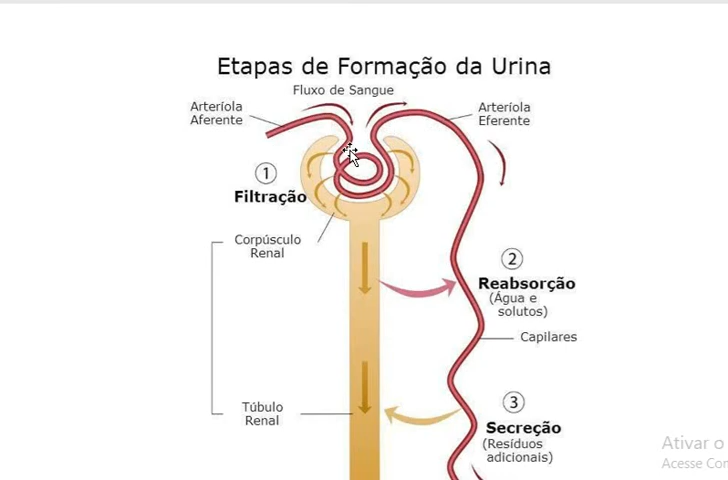 Etapas de Formação da Urina
Fluxo de Sangue
Arteríola
Aferente
Arteríola
Eferente
1
Filtração
Corpúsculo
Renal
2
Reabsorção
(Água e
solutos)
Capilares
Túbulo
Renal
3
Secreção
(Resíduos
adicionais)
Ativar o
Acesse Con